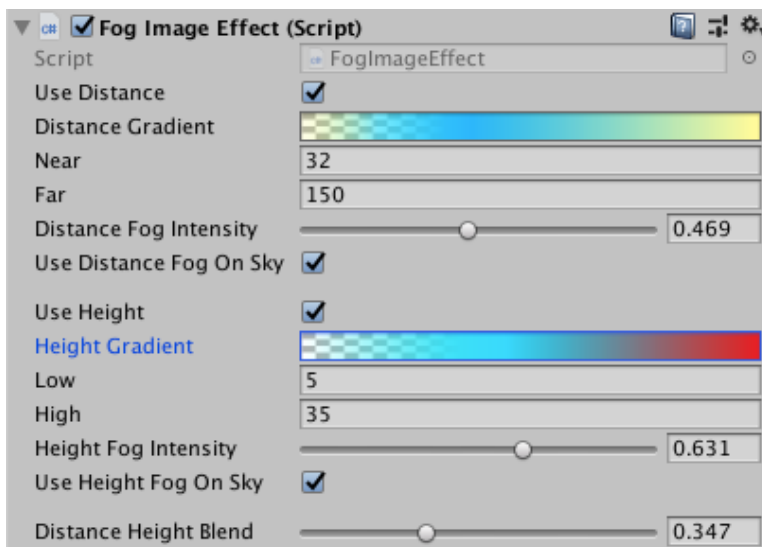 c# Fog Image Effect (Script)
Script c# FogImageEffect
Use Distance
Distance Gradient
Near 32
Far 150
Distance Fog Intensity 0.469
Use Distance Fog On Sky
Use Height
Height Gradient
Low 5
High 35
Height Fog Intensity 0.631
Use Height Fog On Sky
Distance Height Blend 0.347